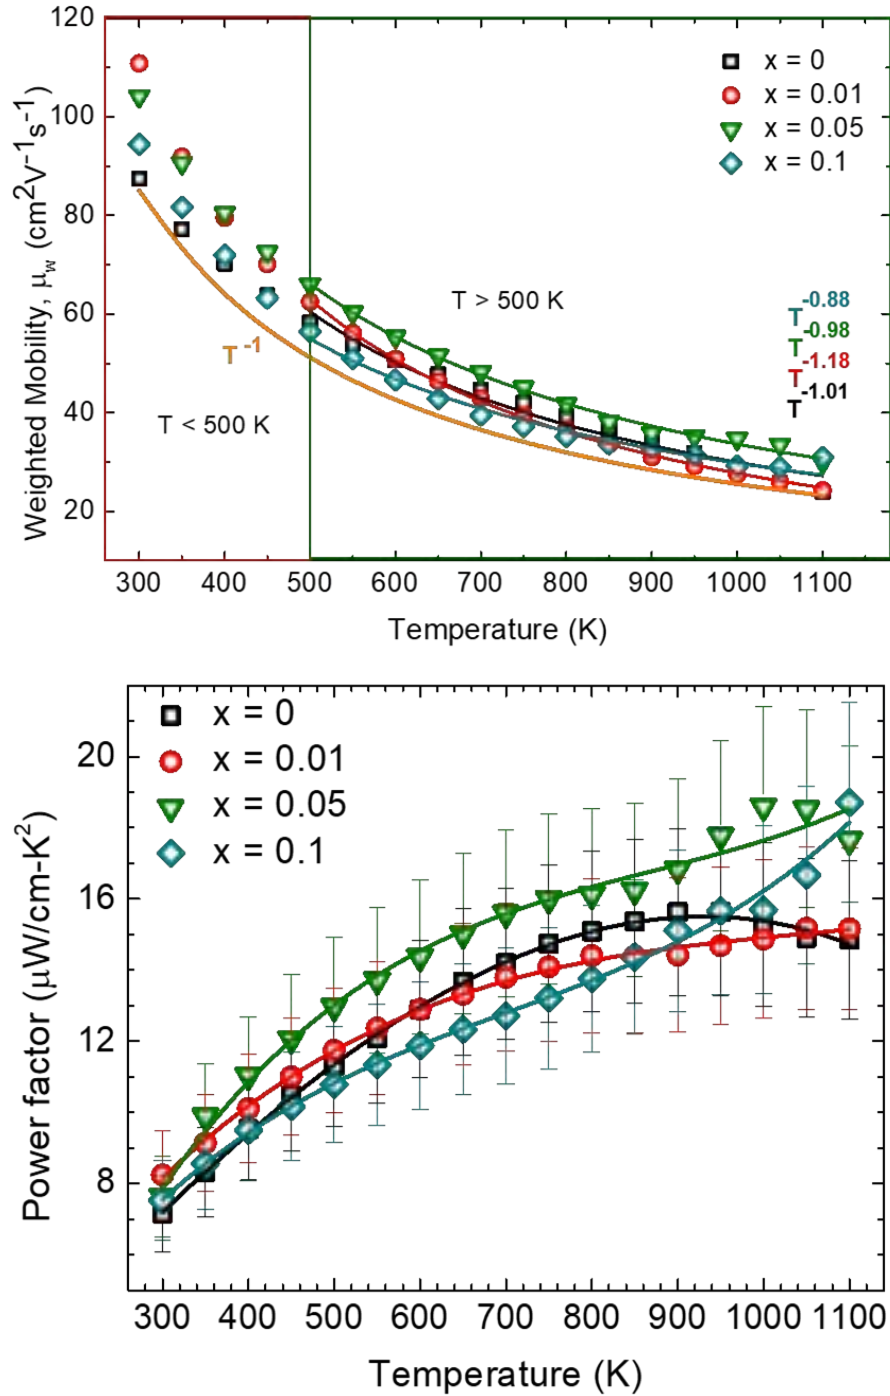 120
100
80
60
40
20
Weighted Mobility, μw (cm2V-1s-1)
x = 0
x = 0.01
x = 0.05
x = 0.1
T > 500 K
T-0.88
T-0.98
T-1.18
T-1.01
T-1
T < 500 K
300 400 500 600 700 800 900 1000 1100
Temperature (K)
x = 0
x = 0.01
x = 0.05
x = 0.1
20
16
12
8
Power factor (μW/cm-K2)
300 400 500 600 700 800 900 1000 1100
Temperature (K)